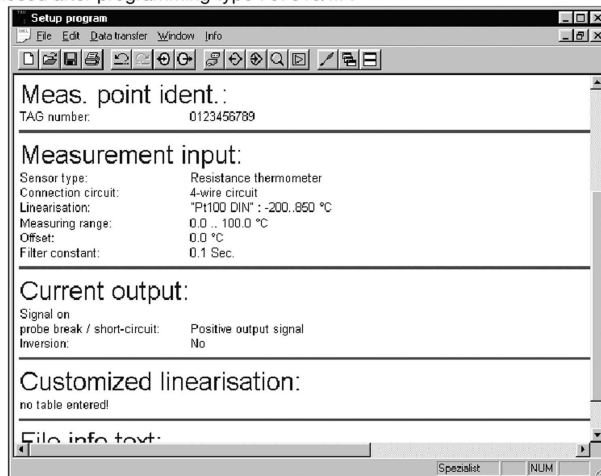 Setup program
File Edit Data transfer Window Info
Meas. point ident.:
TAG number: 0123456789
Measurement input:
Sensor type: Resistance thermometer
Connection circuit: 4-wire circuit
Linearisation: "Pt100 DIN" : -200..850 °C
Measuring range: 0.0 .. 100.0 °C
Offset: 0.0 °C
Filter constant: 0.1 Sec.
Current output:
Signal on
probe break / short-circuit: Positive output signal
Inversion: No
Customized linearisation:
no table entered!
File info text:
Spezialist NUM